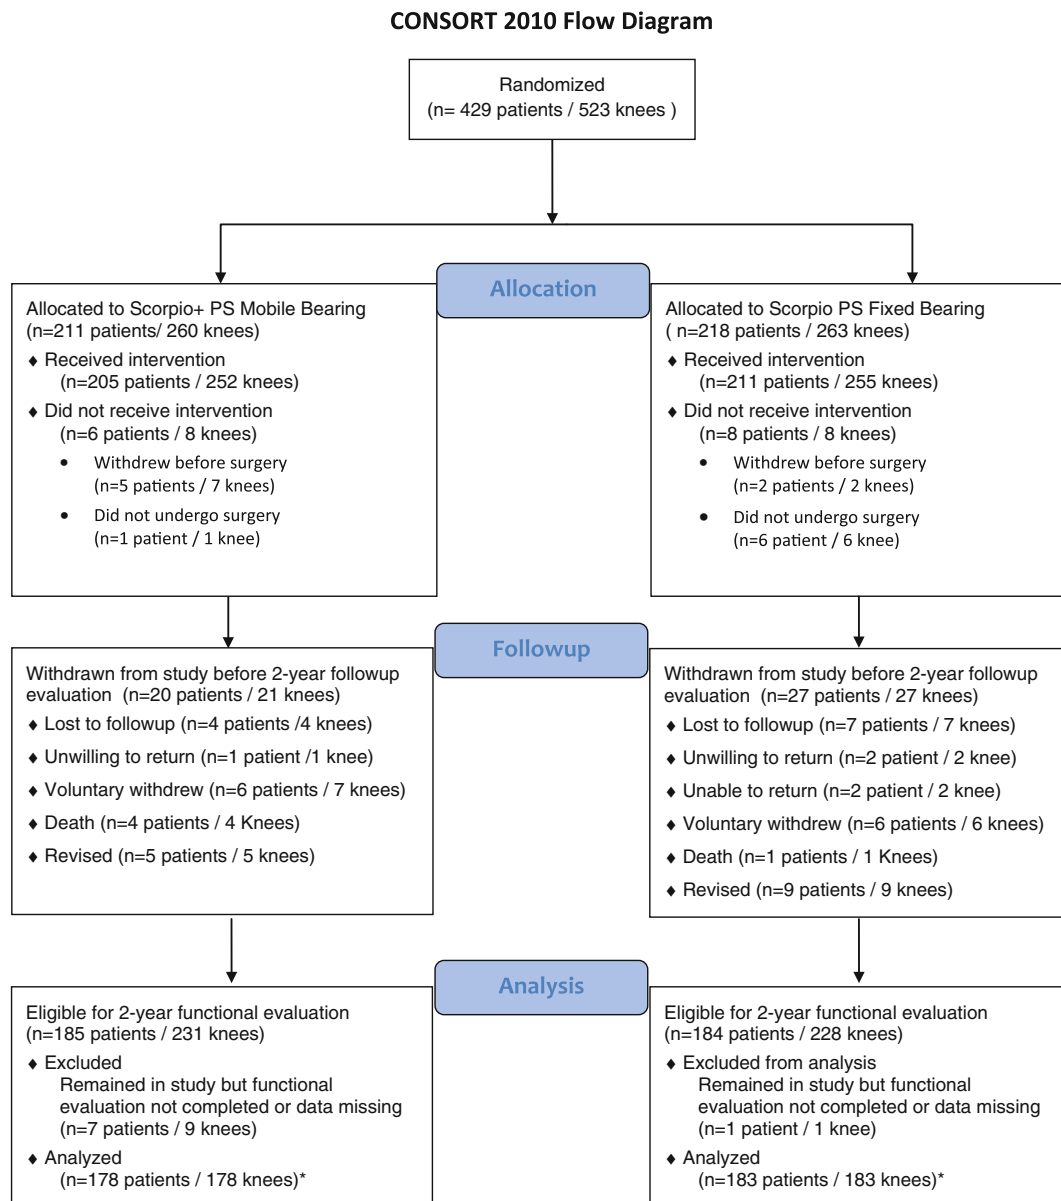 CONSORT 2010 Flow Diagram
Randomized
(n= 429 patients / 523 knees )
Allocation
Allocated to Scorpio+ PS Mobile Bearing
(n=211 patients/ 260 knees)
♦ Received intervention
(n=205 patients / 252 knees)
♦ Did not receive intervention
(n=6 patients / 8 knees)
• Withdrew before surgery
(n=5 patients / 7 knees)
• Did not undergo surgery
(n=1 patient / 1 knee)
Allocated to Scorpio PS Fixed Bearing
( n=218 patients / 263 knees)
♦ Received intervention
(n=211 patients / 255 knees)
♦ Did not receive intervention
(n=8 patients / 8 knees)
• Withdrew before surgery
(n=2 patients / 2 knees)
• Did not undergo surgery
(n=6 patient / 6 knee)
Followup
Withdrawn from study before 2-year followup
evaluation (n=20 patients / 21 knees)
♦ Lost to followup (n=4 patients /4 knees)
♦ Unwilling to return (n=1 patient /1 knee)
♦ Voluntary withdrew (n=6 patients / 7 knees)
♦ Death (n=4 patients / 4 Knees)
♦ Revised (n=5 patients / 5 knees)
Withdrawn from study before 2-year followup
evaluation (n=27 patients / 27 knees)
♦ Lost to followup (n=7 patients / 7 knees)
♦ Unwilling to return (n=2 patient / 2 knee)
♦ Unable to return (n=2 patient / 2 knee)
♦ Voluntary withdrew (n=6 patients / 6 knees)
♦ Death (n=1 patients / 1 Knees)
♦ Revised (n=9 patients / 9 knees)
Analysis
Eligible for 2-year functional evaluation
(n=185 patients / 231 knees)
♦ Excluded
Remained in study but functional
evaluation not completed or data missing
(n=7 patients / 9 knees)
♦ Analyzed
(n=178 patients / 178 knees)*
Eligible for 2-year functional evaluation
(n=184 patients / 228 knees)
♦ Excluded from analysis
Remained in study but functional
evaluation not completed or data missing
(n=1 patient / 1 knee)
♦ Analyzed
(n=183 patients / 183 knees)*